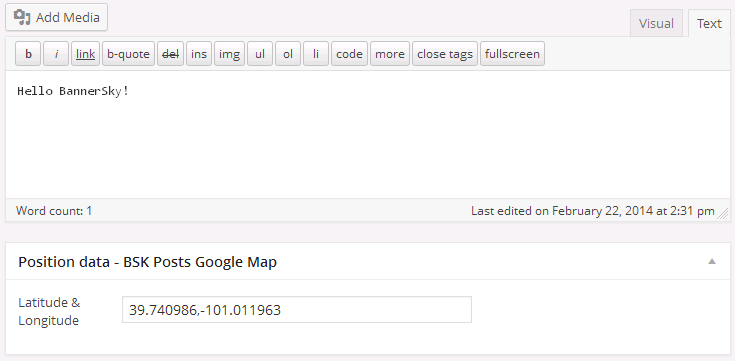 Add Media
Visual Text
b i link b-quote del ins img ul ol li code more close tags fullscreen
Hello BannerSky!
Word count: 1 Last edited on February 22, 2014 at 2:31 pm
Position data - BSK Posts Google Map
Latitude &
Longitude
39.740986,-101.011963